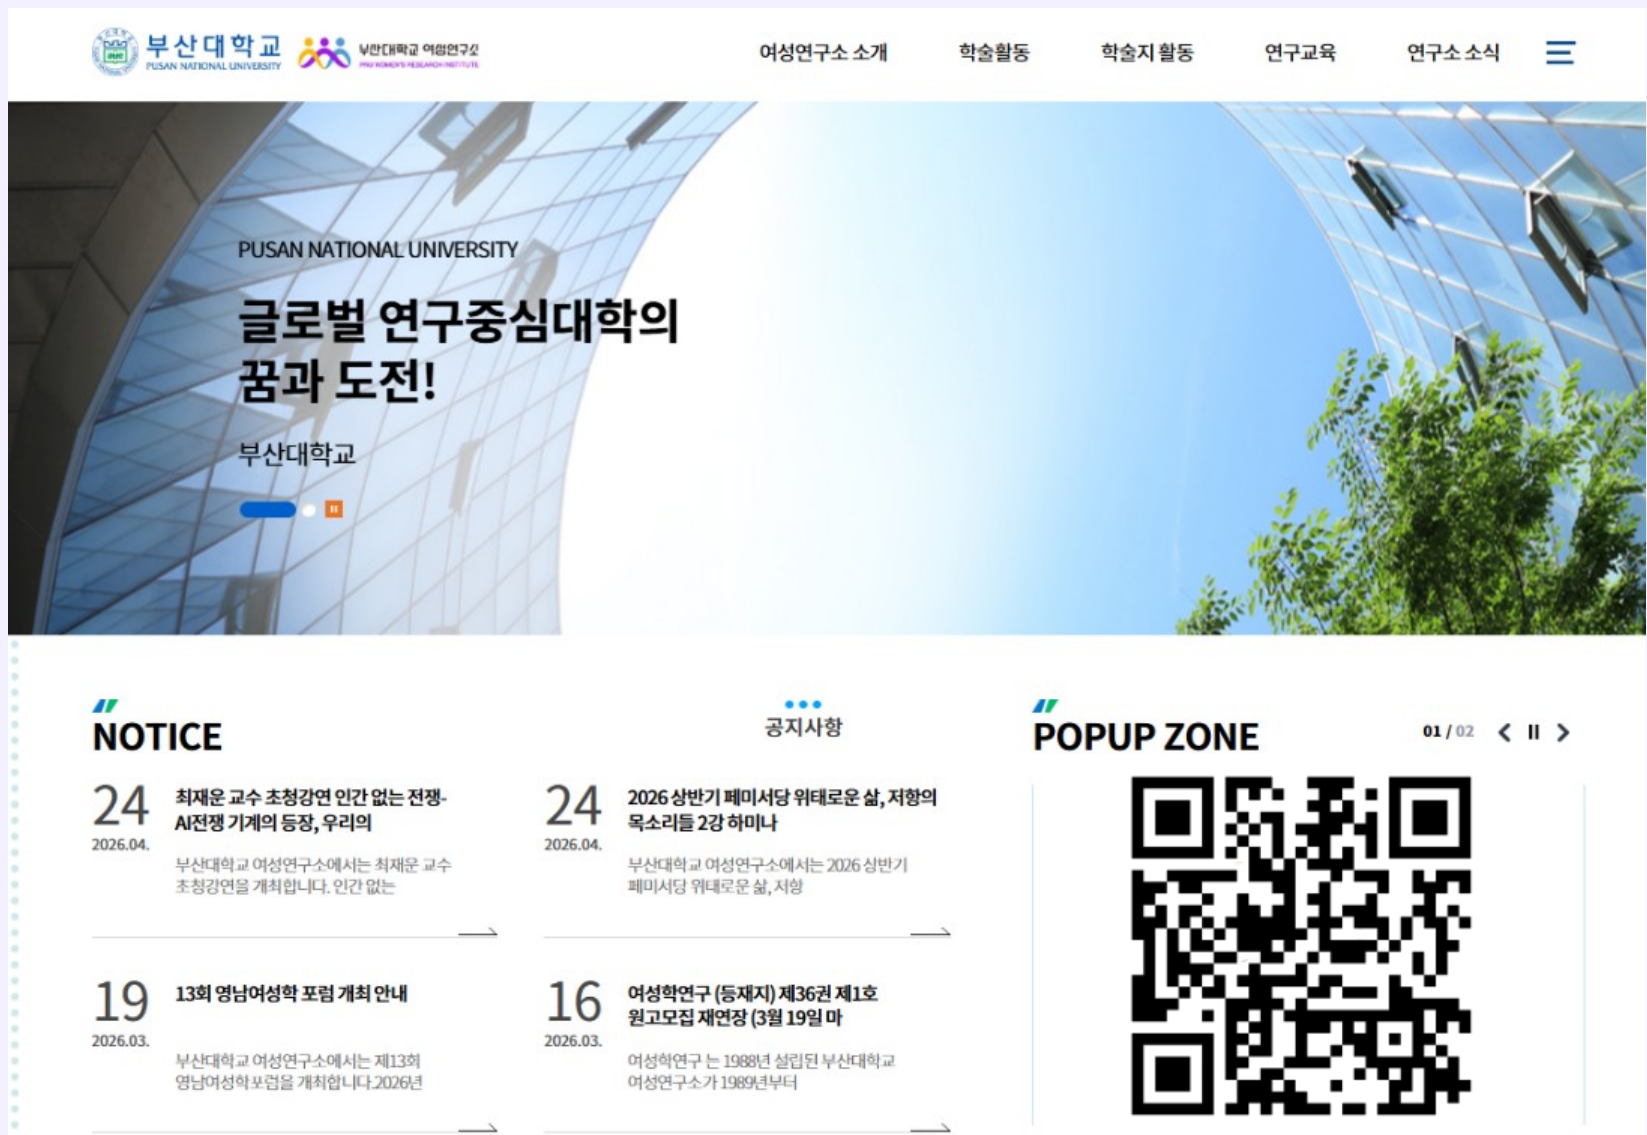 부산대학교
PUSAN NATIONAL UNIVERSITY
부산대학교 여성연구소
PNU WOMEN'S RESEARCH INSTITUTE
여성연구소 소개
학술활동
학술지 활동
연구교육
연구소 소식
PUSAN NATIONAL UNIVERSITY
글로벌 연구중심대학의
꿈과 도전!
부산대학교
NOTICE
공지사항
24
2026.04.
최재운 교수 초청강연 인간 없는 전쟁-
AI전쟁 기계의 등장, 우리의
부산대학교 여성연구소에서는 최재운 교수
초청강연을 개최합니다. 인간 없는
24
2026.04.
2026 상반기 페미서당 위태로운 삶, 저항의
목소리들 2강 하미나
부산대학교 여성연구소에서는 2026 상반기
페미서당 위태로운 삶, 저항
19
2026.03.
13회 영남여성학 포럼 개최 안내
부산대학교 여성연구소에서는 제13회
영남여성학포럼을 개최합니다.2026년
16
2026.03.
여성학연구 (등재지) 제36권 제1호
원고모집 재연장 (3월 19일 마
여성학연구 는 1988년 설립된 부산대학교
여성연구소가 1989년부터
POPUP ZONE
01 / 02